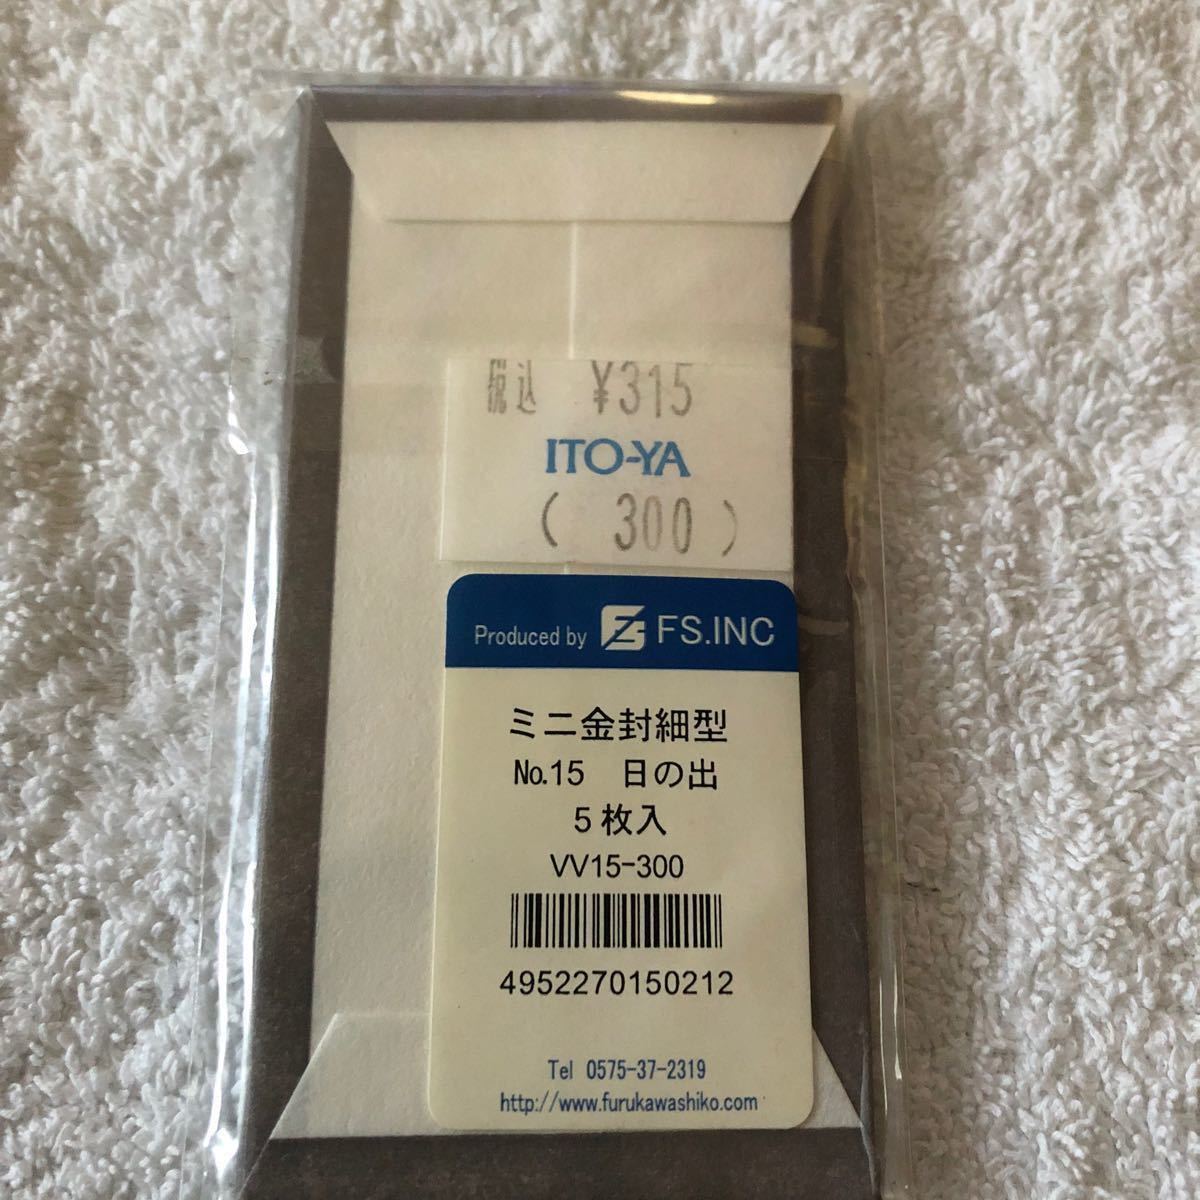 税込 ¥315
ITO-YA
( 300 )
Produced by FS.INC
ミニ金封細型
No.15 日の出
5枚入
VV15-300
4952270150212
Tel 0575-37-2319
http://www.furukawashiko.com